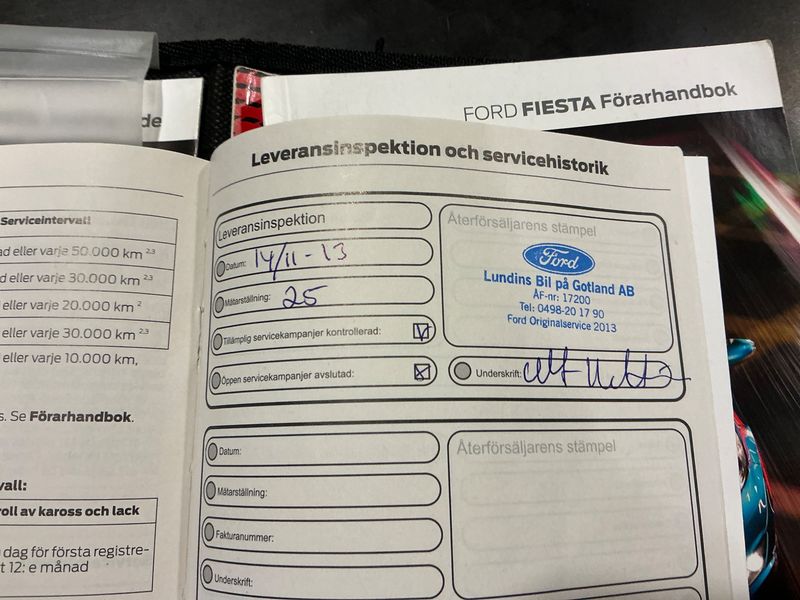 de
FORD FIESTA Förarhandbok
Serviceintervall
ad eller varje 50.000 km 2,3
d eller varje 30.000 km 2,3
eller varje 20.000 km 2
eller varje 30.000 km 2,3
eller varje 10.000 km,
s. Se Förarhandbok.
vall:
roll av kaross och lack
dag för första registre-
t 12: e månad
Leveransinspektion och servicehistorik
Leveransinspektion
Datum: 14/11-13
Mätarställning: 25
Tillämplig servicekampanjer kontrollerad:
Öppen servicekampanjer avslutad:
Återförsäljarens stämpel
Ford
Lundins Bil på Gotland AB
ÅF-nr: 17200
Tel: 0498-20 17 90
Ford Originalservice 2013
Underskrift:
Datum:
Mätarställning:
Fakturanummer:
Underskrift:
Återförsäljarens stämpel